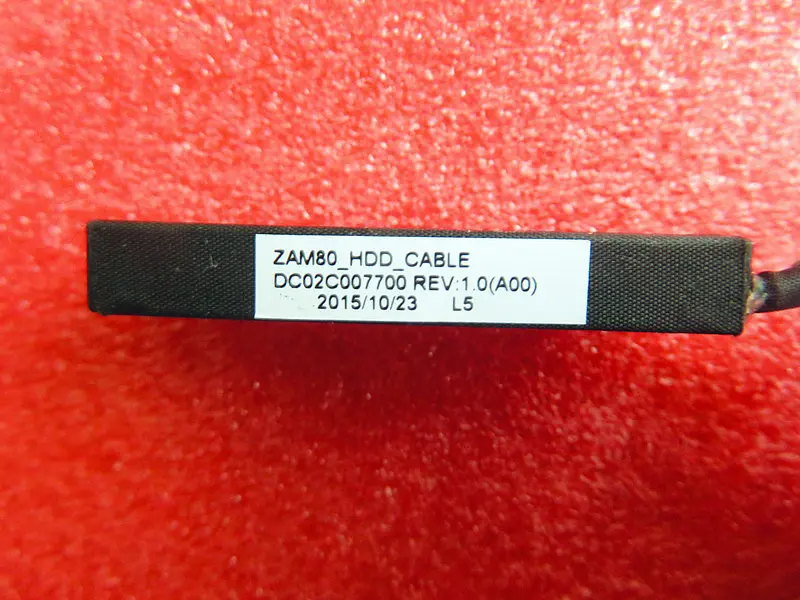 ZAM80_HDD_CABLE
DC02C007700 REV:1.0(A00)
2015/10/23 L5